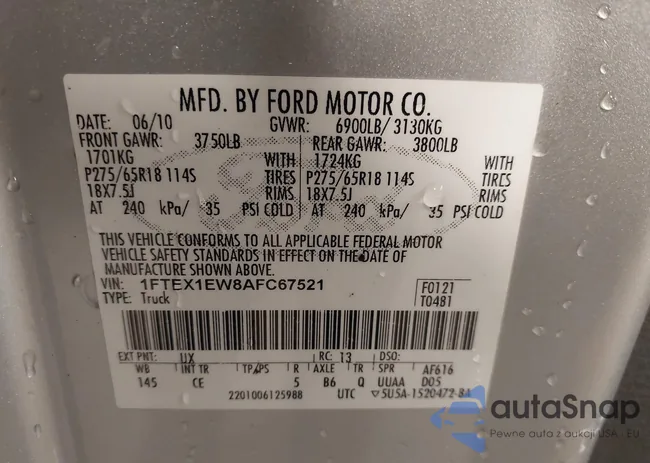 MFD. BY FORD MOTOR CO.
DATE: 06/10 GVWR: 6900LB/ 3130KG
FRONT GAWR: 3750LB REAR GAWR: 3800LB
1701KG WITH 1724KG WITH
P275/65R18 114S TIRES P275/65R18 114S TIRES
18X7.5J RIMS 18X7.5J RIMS
AT 240 kPa/ 35 PSI COLD AT 240 kPa/ 35 PSI COLD
THIS VEHICLE CONFORMS TO ALL APPLICABLE FEDERAL MOTOR
VEHICLE SAFETY STANDARDS IN EFFECT ON THE DATE OF
MANUFACTURE SHOWN ABOVE.
VIN: 1FTEX1EW8AFC67521 F0121
TYPE: Truck T0481
EXT PNT: UX RC: 13 DSO:
WB INT TR TP/PS R AXLE TR SPR AF616
145 CE 5 B6 Q UUAA D05
2201006125988 UTC ▽5U5A-1520472-BA
autoSnap
Pewne auta z aukcji USA i EU